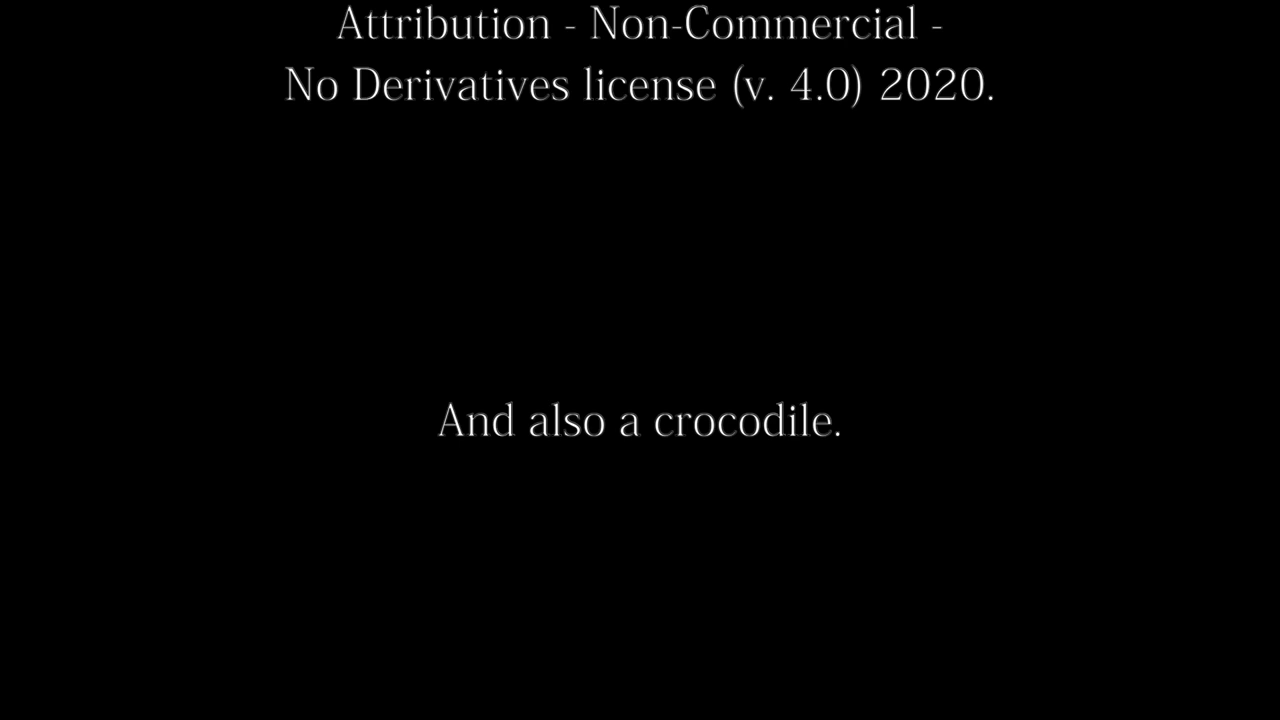 Attribution - Non-Commercial -
No Derivatives license (v. 4.0) 2020.
And also a crocodile.